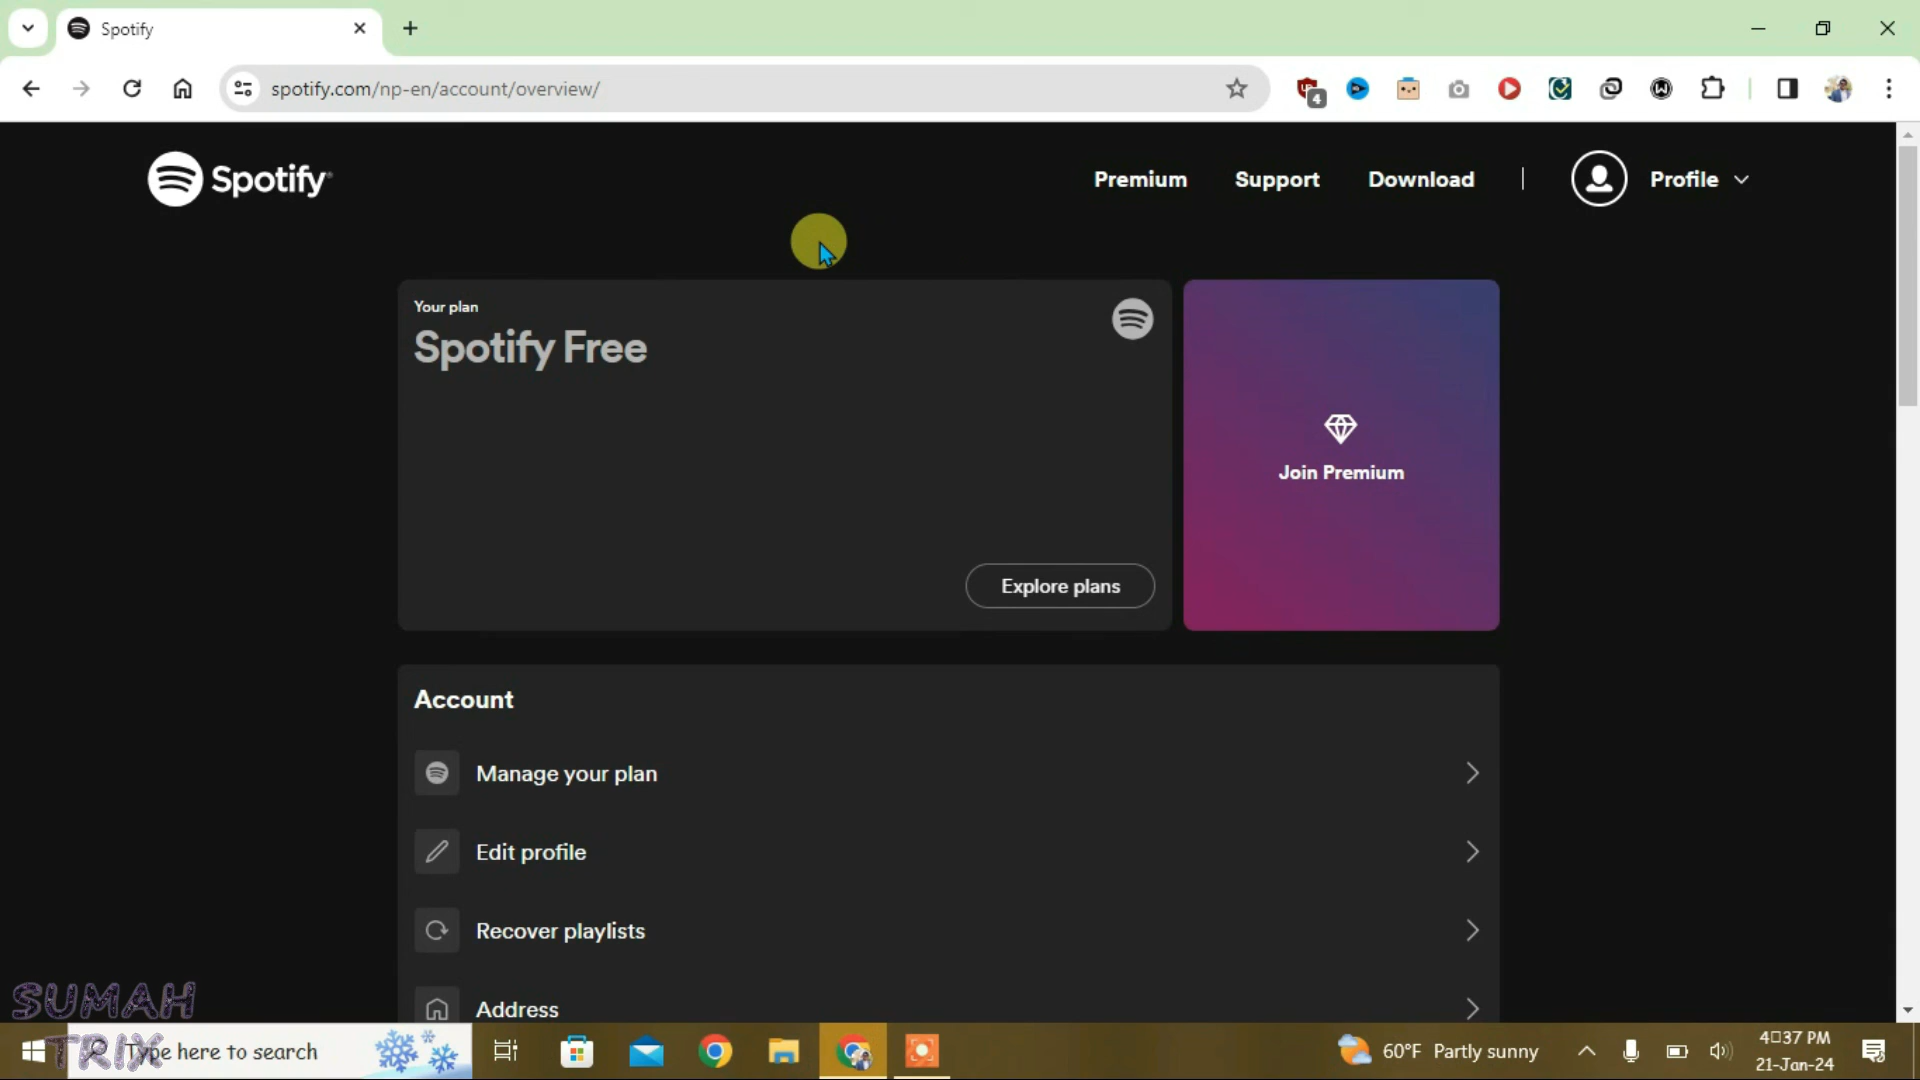 Spotify
spotify.com/np-en/account/overview/
4
Spotify
Premium
Support
Download
Profile
Your plan
Spotify Free
Join Premium
Explore plans
Account
Manage your plan
Edit profile
Recover playlists
Address
SUMAH
TRIX
Type here to search
60°F Partly sunny
4▯37 PM
21-Jan-24